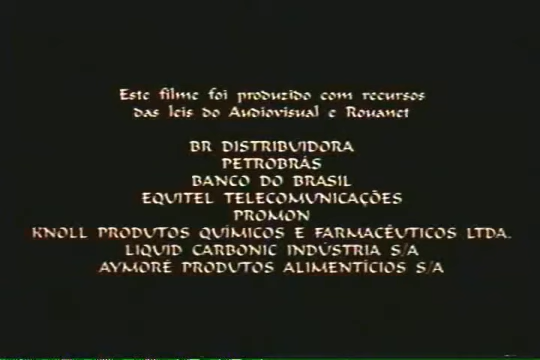 Este filme foi produzido com recursos
das leis do Audiovisual e Rouanet
BR DISTRIBUIDORA
PETROBRÁS
BANCO DO BRASIL
EQUITEL TELECOMUNICAÇÕES
PROMON
KNOLL PRODUTOS QUÍMICOS E FARMACÊUTICOS LTDA.
LIQUID CARBONIC INDÚSTRIA S/A
AYMORÉ PRODUTOS ALIMENTÍCIOS S/A